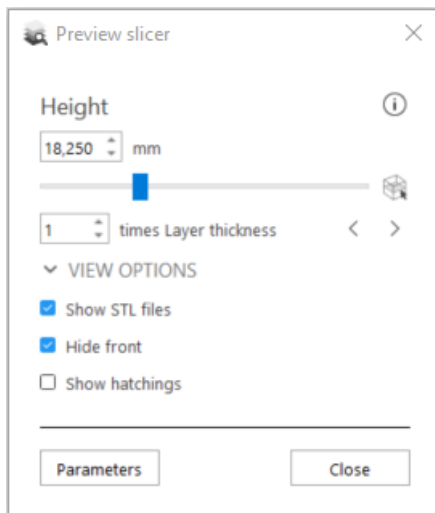 Preview slicer
Height
18,250 mm
1 times Layer thickness
VIEW OPTIONS
Show STL files
Hide front
Show hatchings
Parameters Close